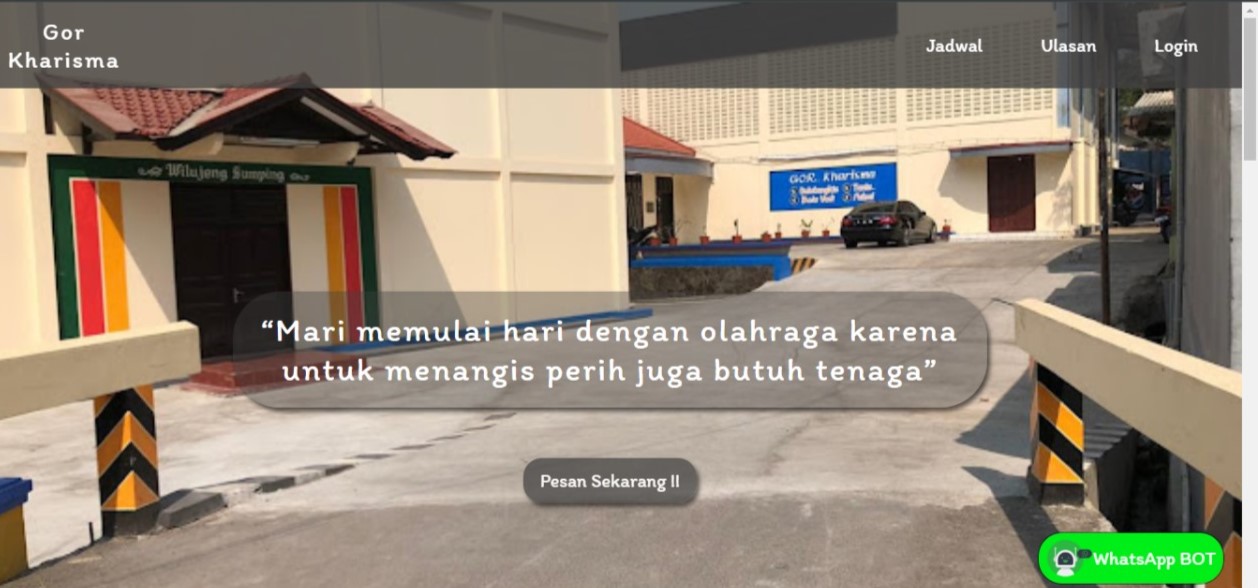 Gor
Kharisma
Jadwal
Ulasan
Login
Wilujeng Sumping
GOR. Kharisma
“Mari memulai hari dengan olahraga karena
untuk menangis perih juga butuh tenaga”
Pesan Sekarang !!
WhatsApp BOT